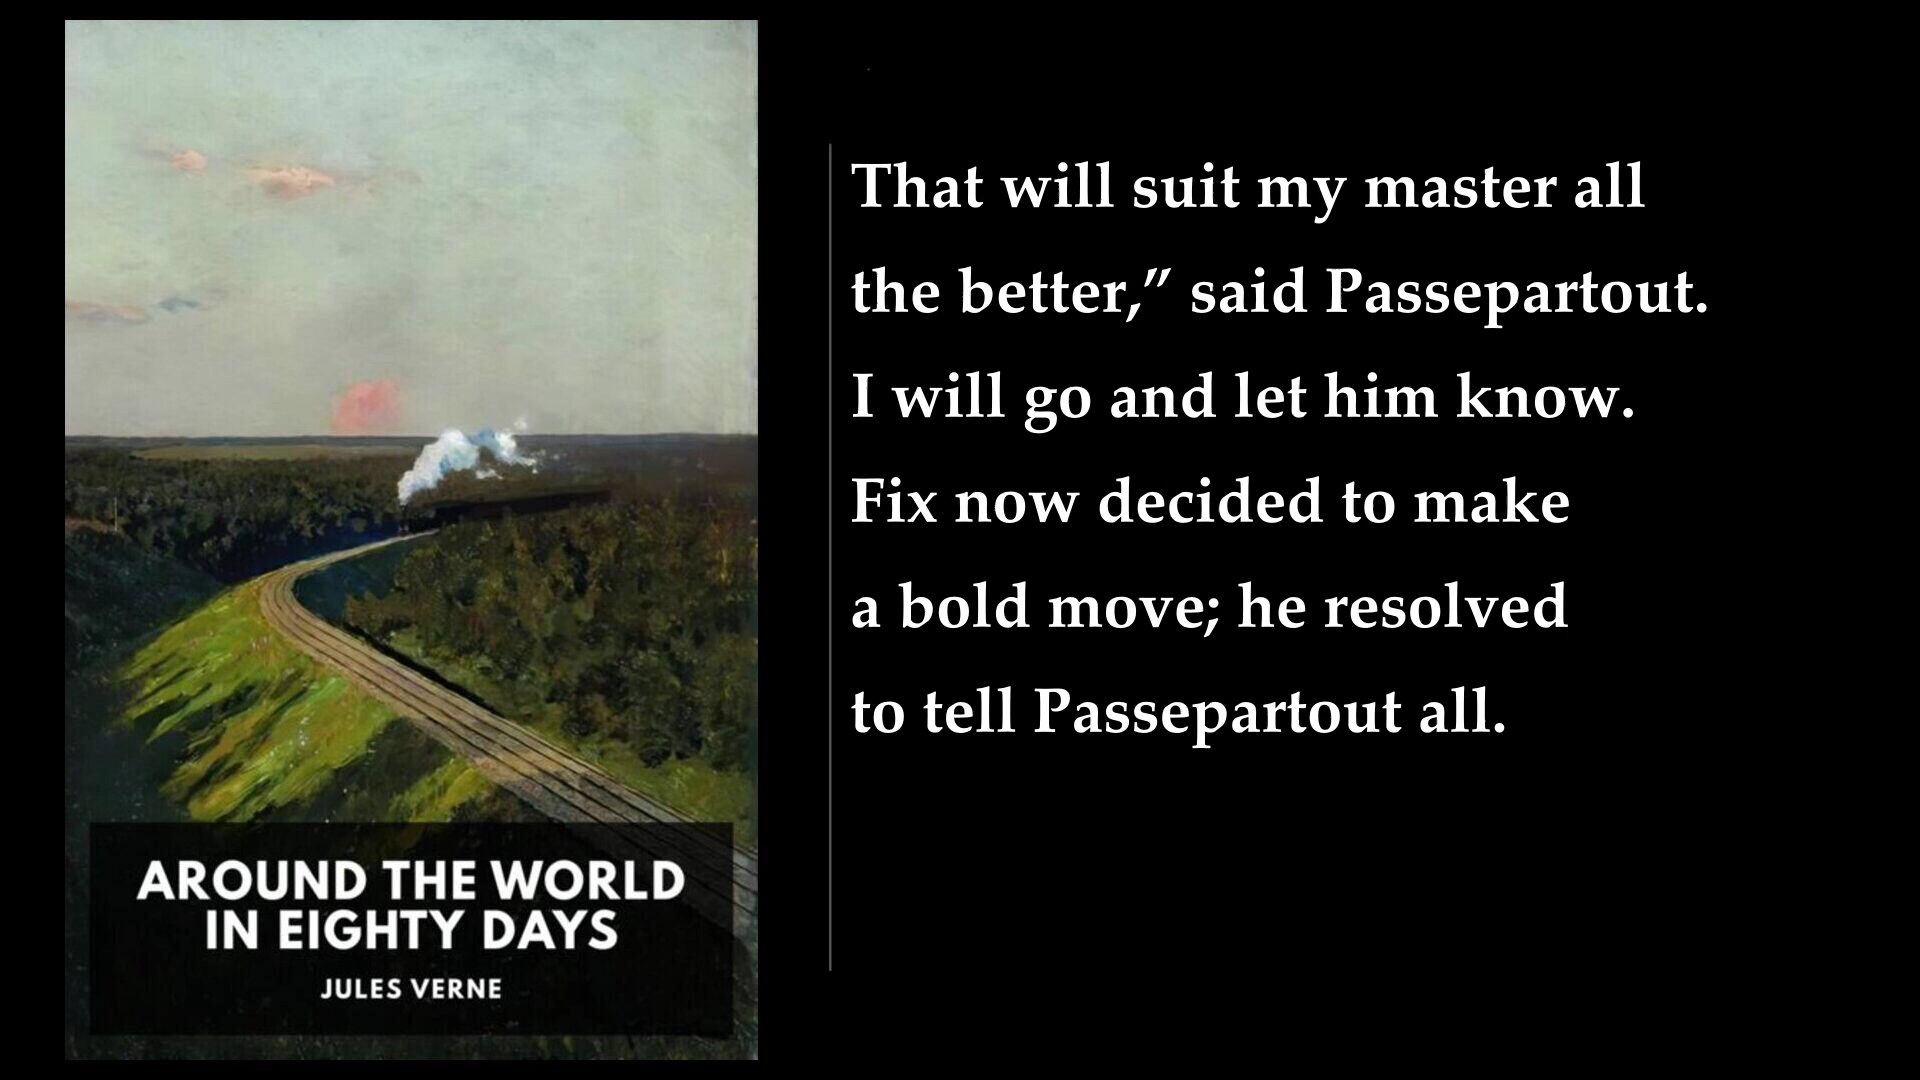 That will suit my master all
the better,” said Passepartout.
I will go and let him know.
Fix now decided to make
a bold move; he resolved
to tell Passepartout all.
AROUND THE WORLD
IN EIGHTY DAYS
JULES VERNE